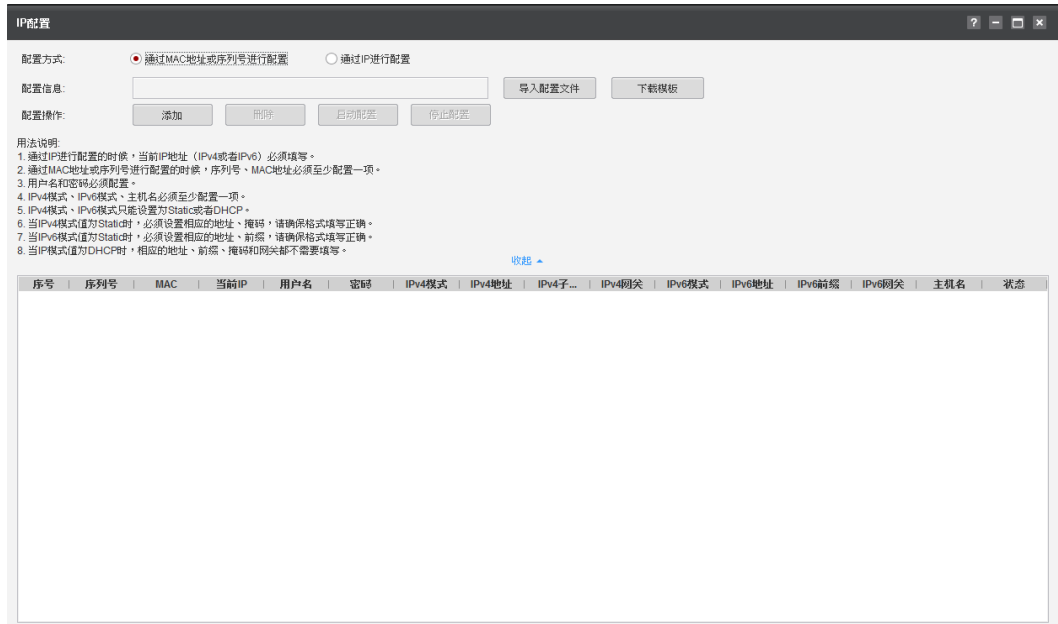 IP配置
配置方式: 通过MAC地址或序列号进行配置 通过IP进行配置
配置信息: 导入配置文件 下载模板
配置操作: 添加 删除 启动配置 停止配置
用法说明:
1. 通过IP进行配置的时候，当前IP地址（IPv4或者IPv6）必须填写。
2. 通过MAC地址或序列号进行配置的时候，序列号、MAC地址必须至少配置一项。
3. 用户名和密码必须配置。
4. IPv4模式、IPv6模式、主机名必须至少配置一项。
5. IPv4模式、IPv6模式只能设置为Static或者DHCP。
6. 当IPv4模式值为Static时，必须设置相应的地址、掩码，请确保格式填写正确。
7. 当IPv6模式值为Static时，必须设置相应的地址、前缀，请确保格式填写正确。
8. 当IP模式值为DHCP时，相应的地址、前缀、掩码和网关都不需要填写。
收起
序号 序列号 MAC 当前IP 用户名 密码 IPv4模式 IPv4地址 IPv4子... IPv4网关 IPv6模式 IPv6地址 IPv6前缀 IPv6网关 主机名 状态